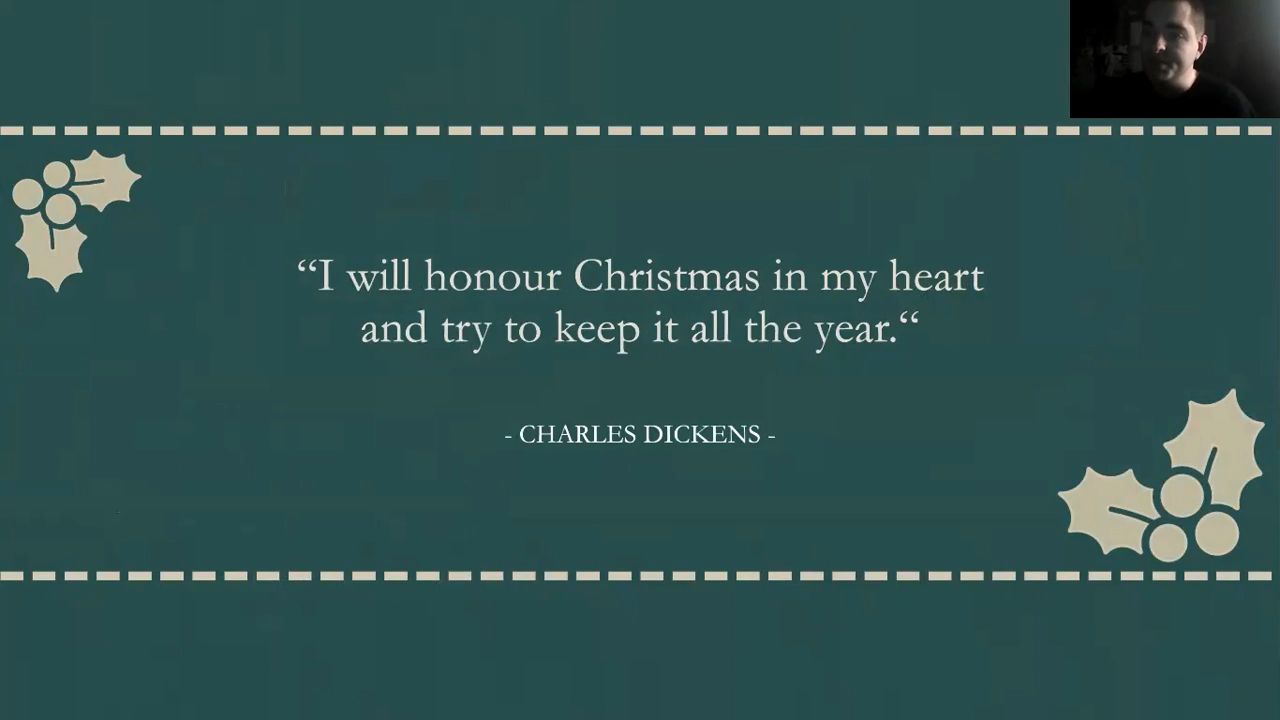 “I will honour Christmas in my heart
and try to keep it all the year.“
- CHARLES DICKENS -